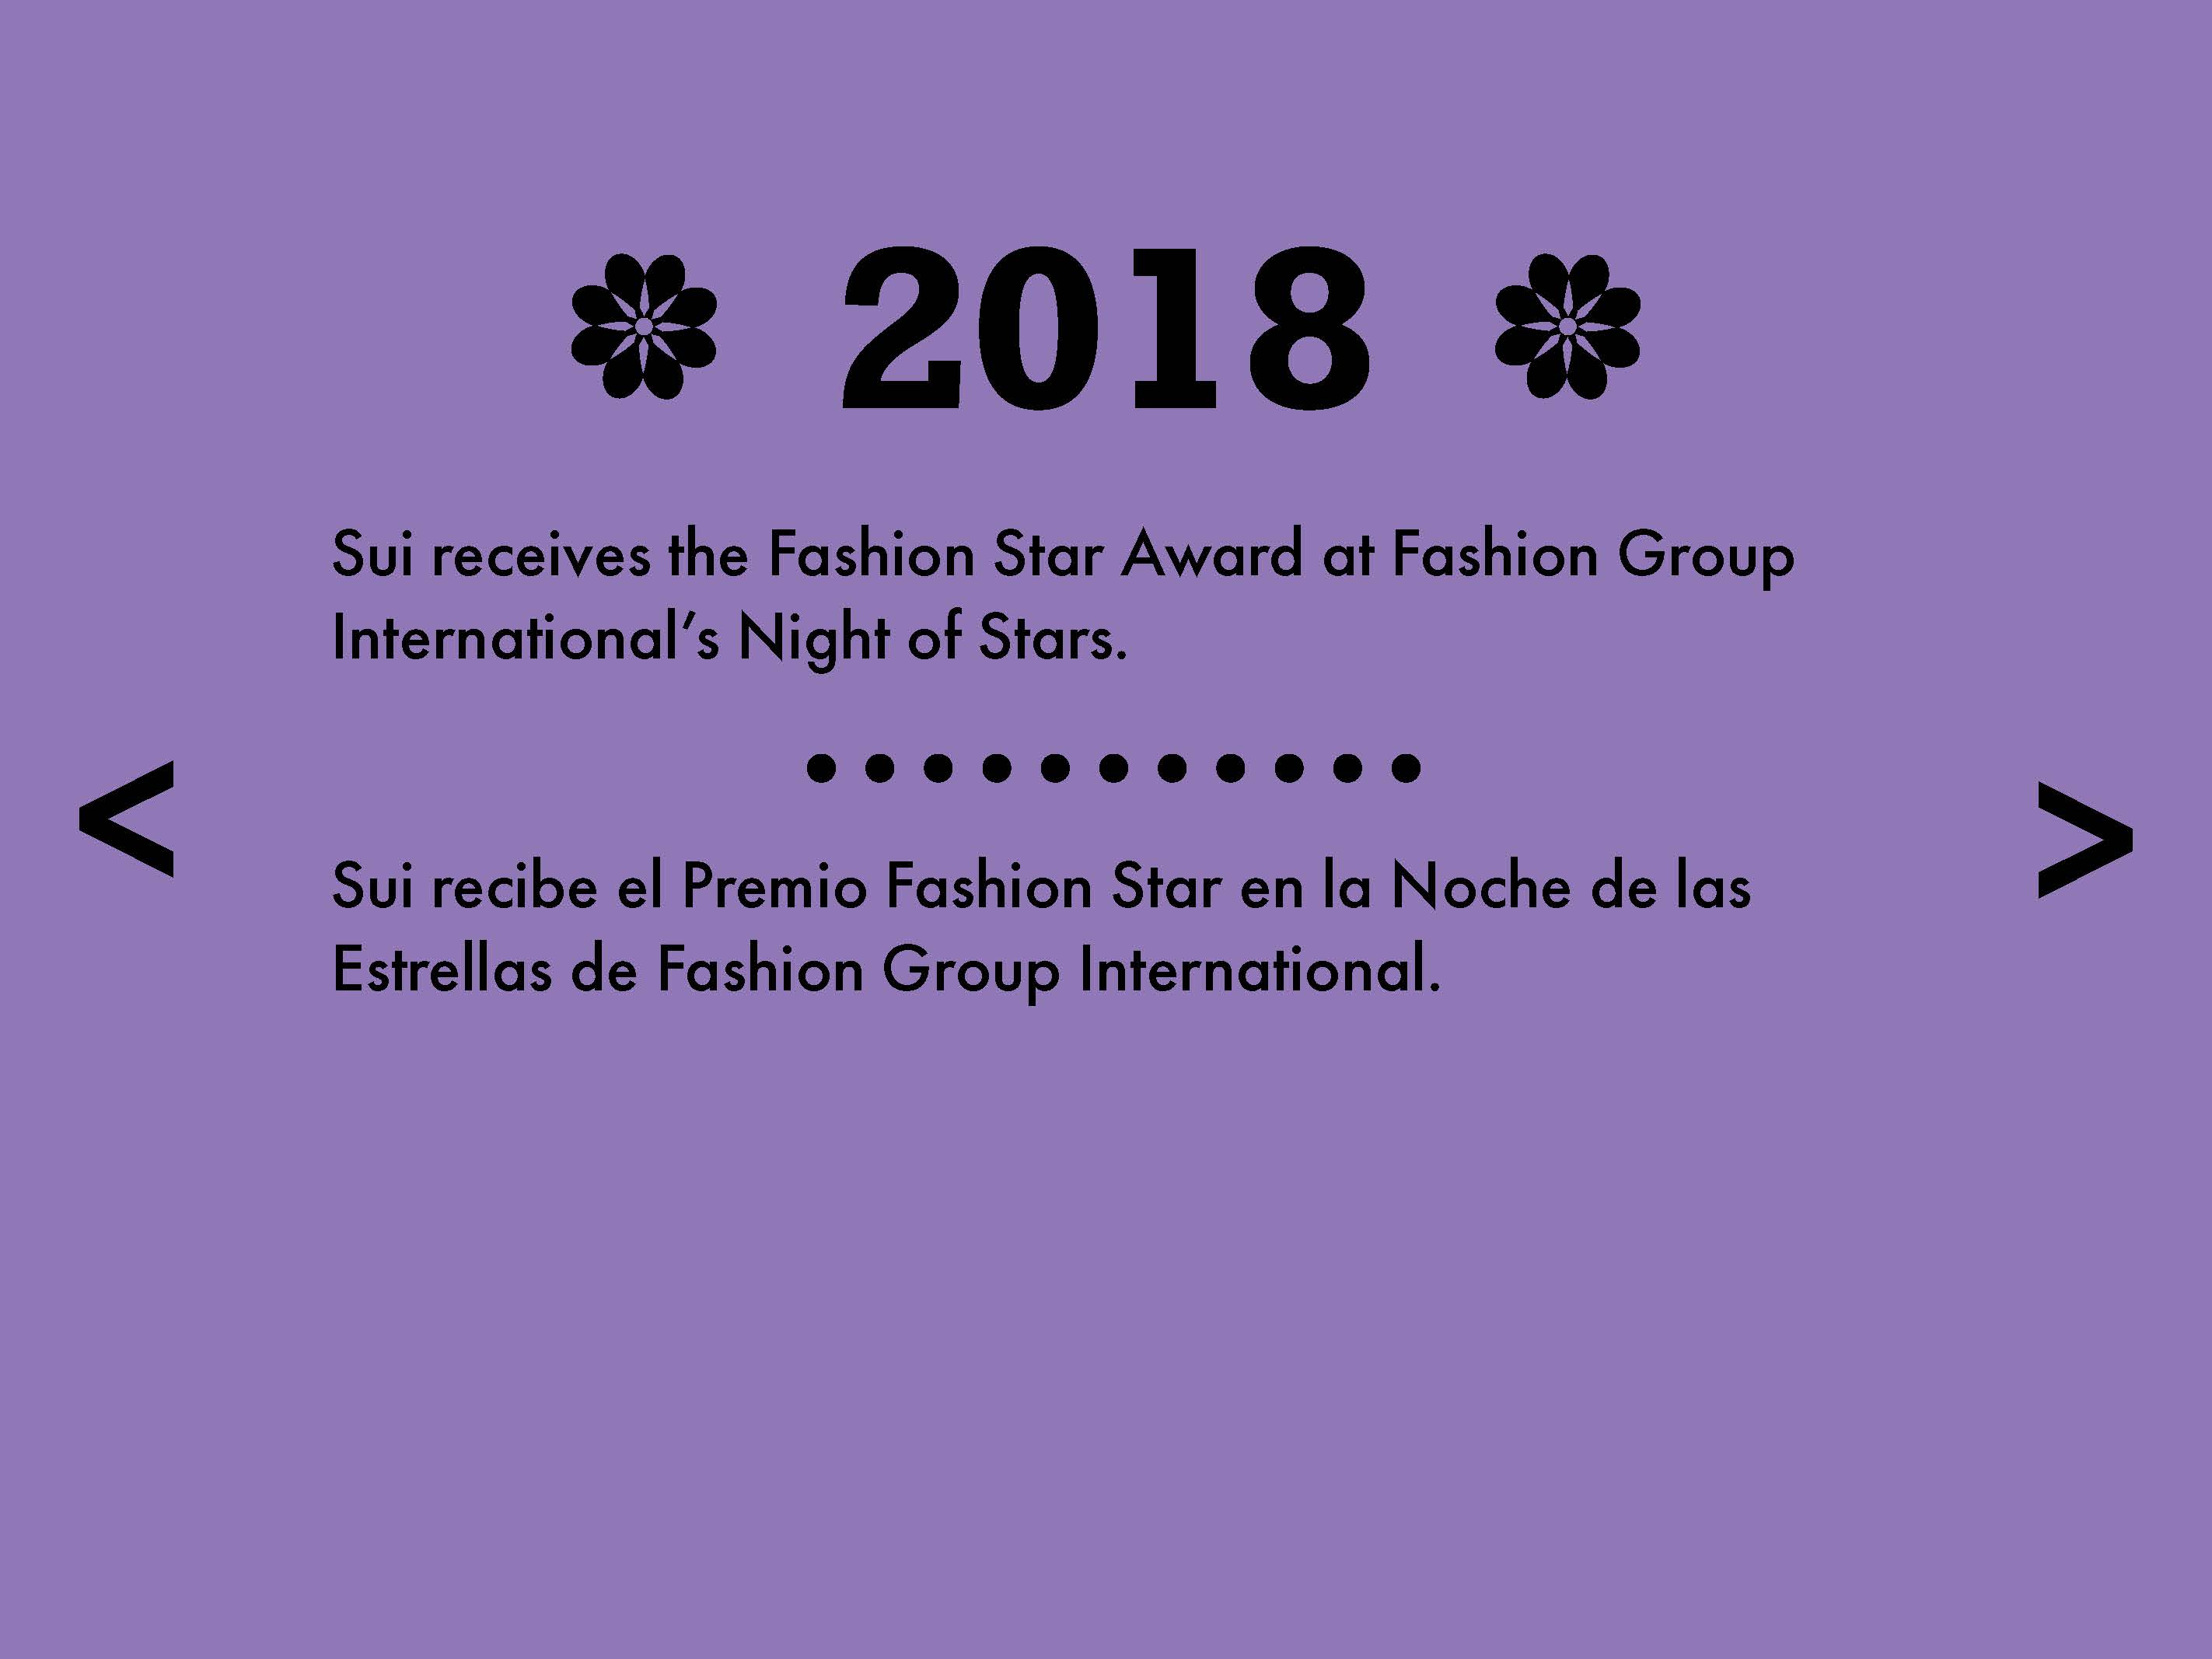 2018
Sui receives the Fashion Star Award at Fashion Group
International’s Night of Stars.
<
>
Sui recibe el Premio Fashion Star en la Noche de las
Estrellas de Fashion Group International.